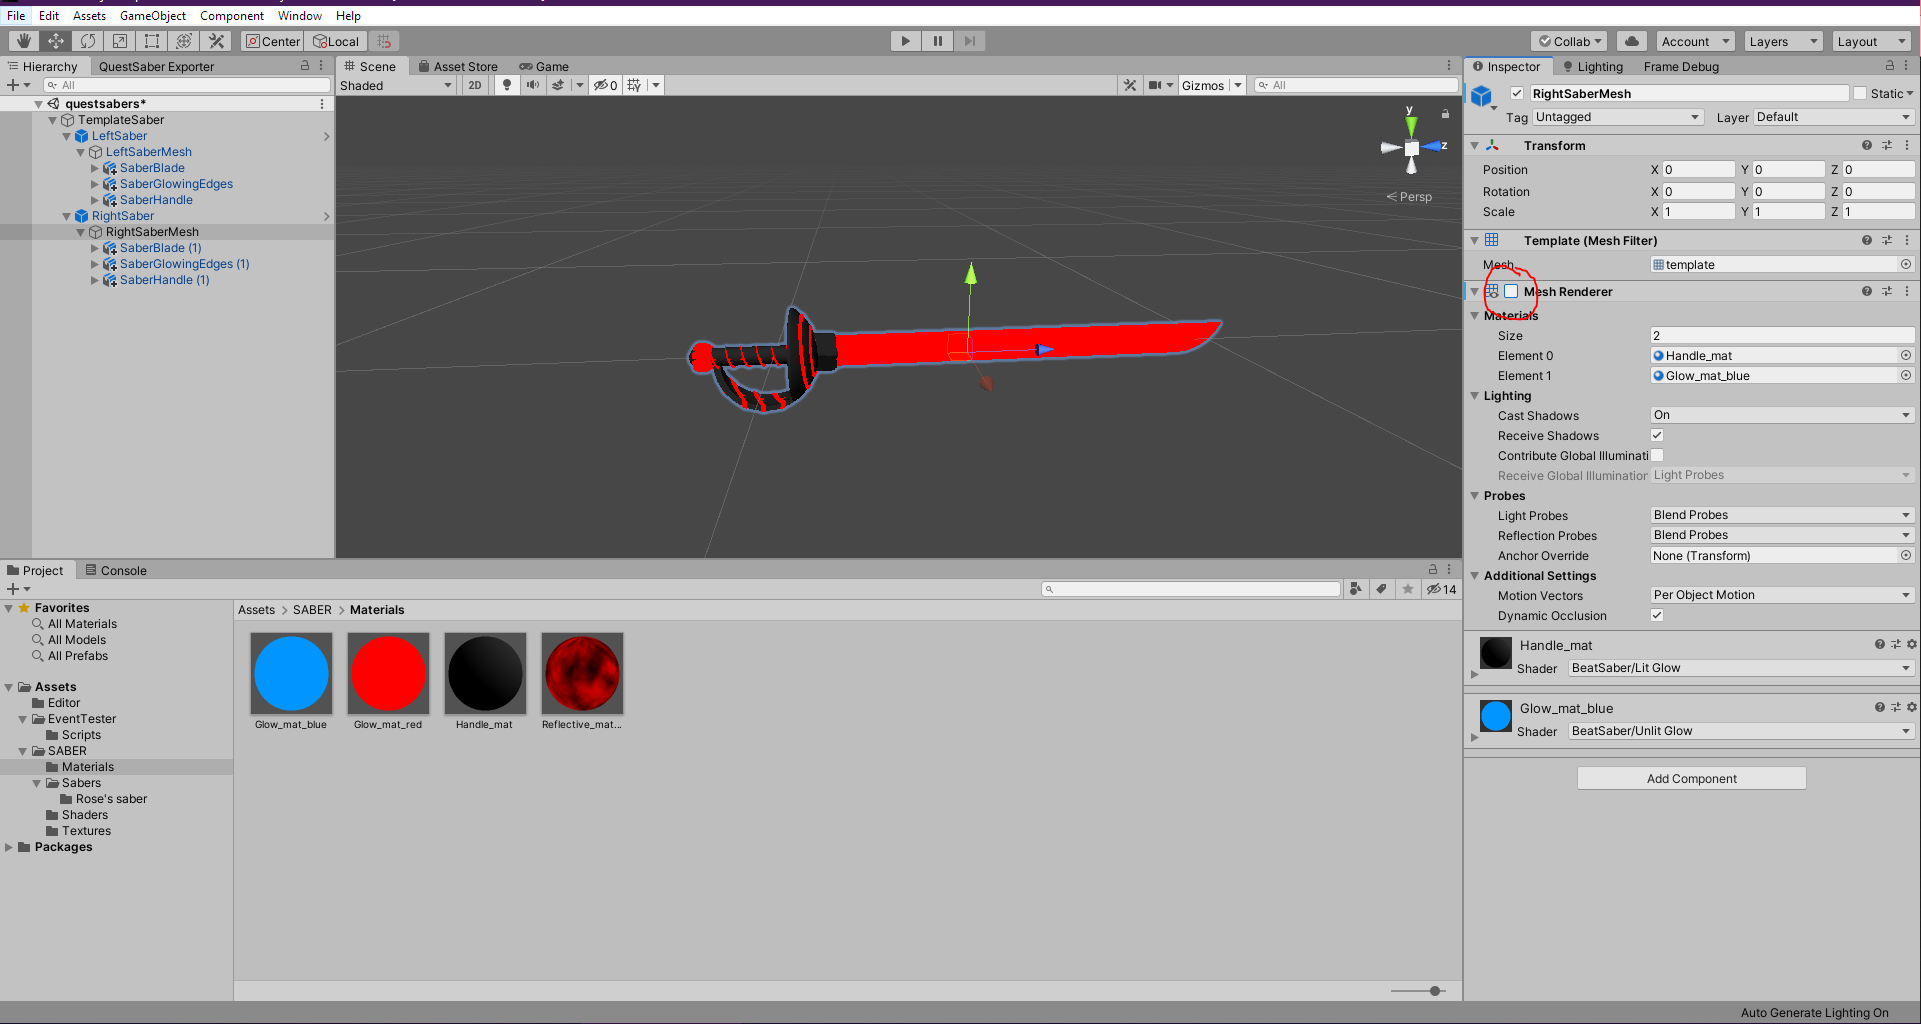 File Edit Assets GameObject Component Window Help
Center Local Collab Account Layers Layout
Hierarchy QuestSaber Exporter
All
questsabers*
TemplateSaber
LeftSaber
LeftSaberMesh
SaberBlade
SaberGlowingEdges
SaberHandle
RightSaber
RightSaberMesh
SaberBlade (1)
SaberGlowingEdges (1)
SaberHandle (1)
Scene Asset Store Game
Shaded 2D 0 Gizmos All
y
z
Persp
Inspector Lighting Frame Debug
RightSaberMesh Static
Tag Untagged Layer Default
Transform
Position X 0 Y 0 Z 0
Rotation X 0 Y 0 Z 0
Scale X 1 Y 1 Z 1
Template (Mesh Filter)
Mesh template
Mesh Renderer
Materials
Size 2
Element 0 Handle_mat
Element 1 Glow_mat_blue
Lighting
Cast Shadows On
Receive Shadows
Contribute Global Illuminati
Receive Global Illumination Light Probes
Probes
Light Probes Blend Probes
Reflection Probes Blend Probes
Anchor Override None (Transform)
Additional Settings
Motion Vectors Per Object Motion
Dynamic Occlusion
Handle_mat
Shader BeatSaber/Lit Glow
Glow_mat_blue
Shader BeatSaber/Unlit Glow
Add Component
Project Console
14
Favorites
All Materials
All Models
All Prefabs
Assets
Editor
EventTester
Scripts
SABER
Materials
Sabers
Rose's saber
Shaders
Textures
Packages
Assets > SABER > Materials
Glow_mat_blue Glow_mat_red Handle_mat Reflective_mat...
Auto Generate Lighting On